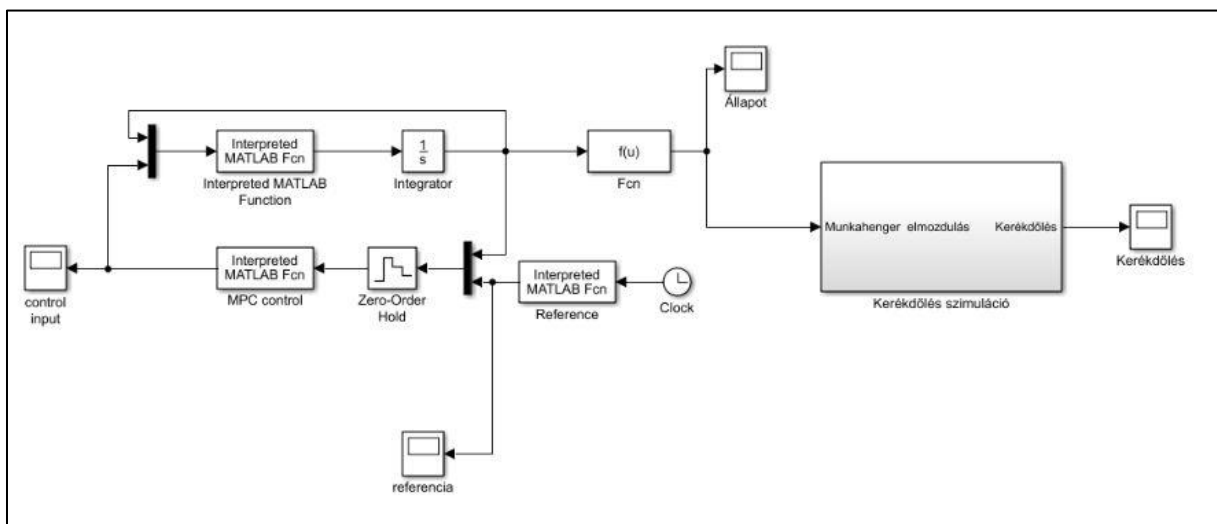 Állapot
Interpreted
MATLAB Fcn
Interpreted MATLAB
Function
1
s
Integrator
f(u)
Fcn
Munkahenger elmozdulás
Kerékdőlés
Kerékdőlés szimuláció
Kerékdőlés
control
input
Interpreted
MATLAB Fcn
MPC control
Zero-Order
Hold
Interpreted
MATLAB Fcn
Reference
Clock
referencia